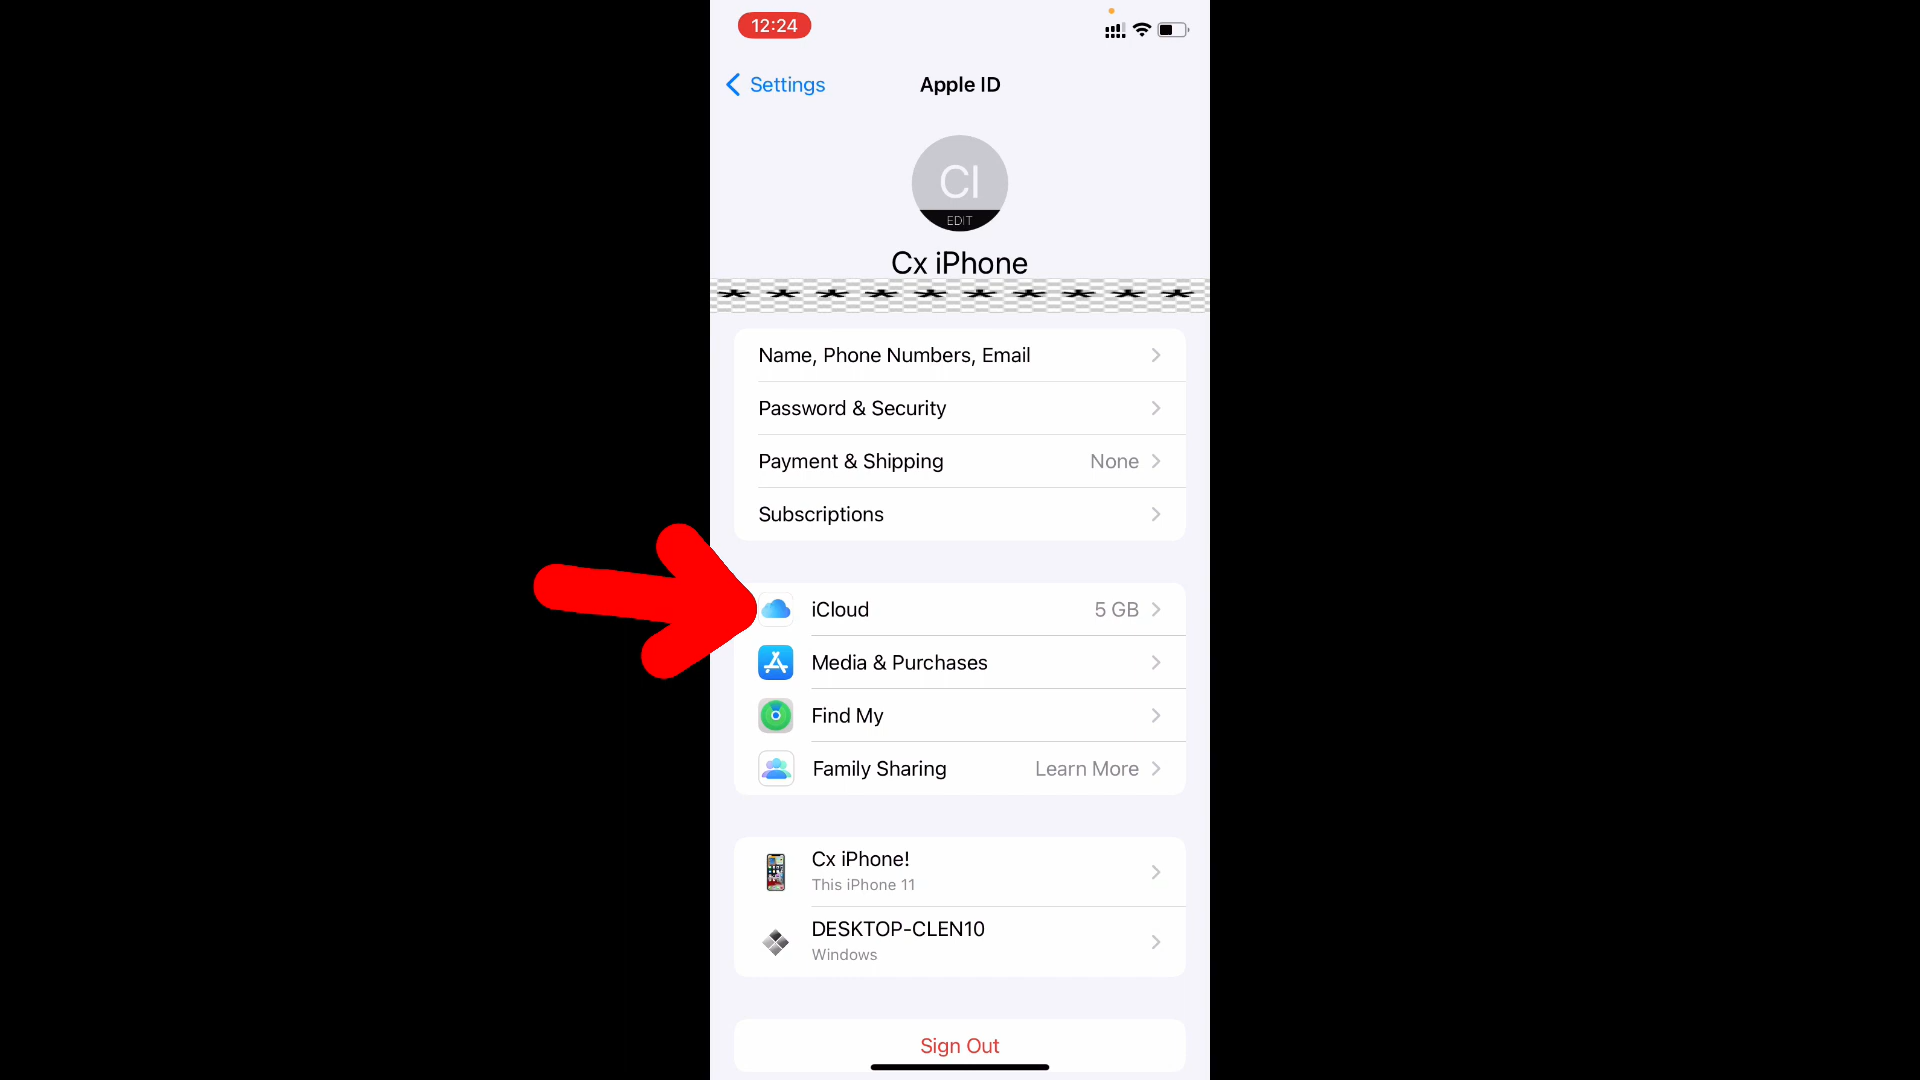 12:24
Settings
Apple ID
CI
EDIT
Cx iPhone
* * * * * * * * * *
Name, Phone Numbers, Email
Password & Security
Payment & Shipping None
Subscriptions
iCloud 5 GB
Media & Purchases
Find My
Family Sharing Learn More
Cx iPhone!
This iPhone 11
DESKTOP-CLEN10
Windows
Sign Out